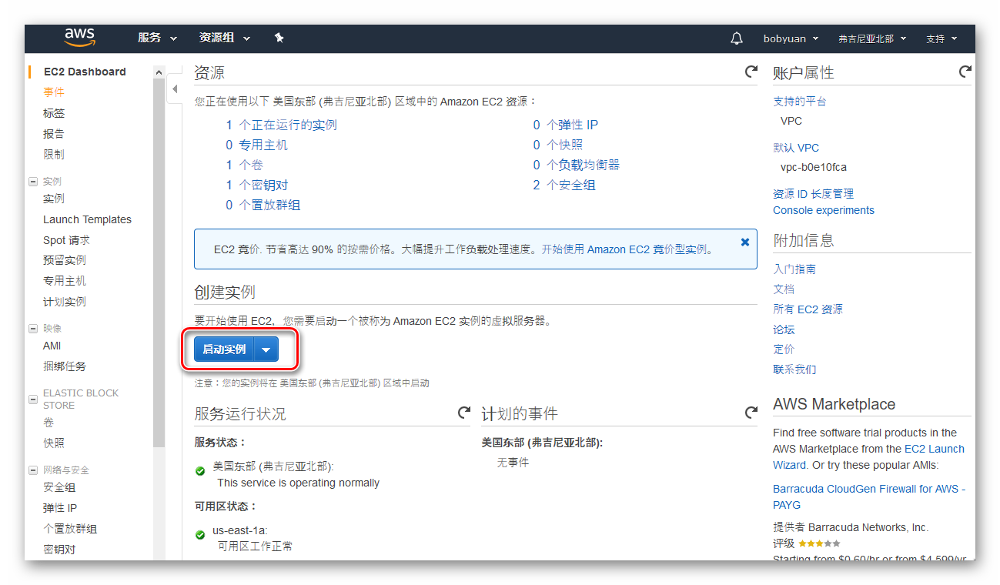 aws
服务
资源组
bobyuan
弗吉尼亚北部
支持
EC2 Dashboard
事件
标签
报告
限制
实例
实例
Launch Templates
Spot 请求
预留实例
专用主机
计划实例
映像
AMI
捆绑任务
ELASTIC BLOCK
STORE
卷
快照
网络与安全
安全组
弹性 IP
个置放群组
密钥对
资源
您正在使用以下 美国东部 (弗吉尼亚北部) 区域中的 Amazon EC2 资源：
1 个正在运行的实例
0 个弹性 IP
0 专用主机
0 个快照
1 个卷
0 个负载均衡器
1 个密钥对
2 个安全组
0 个置放群组
EC2 竞价. 节省高达 90% 的按需价格。大幅提升工作负载处理速度。开始使用 Amazon EC2 竞价型实例。
创建实例
要开始使用 EC2，您需要启动一个被称为 Amazon EC2 实例的虚拟服务器。
启动实例
注意：您的实例将在 美国东部 (弗吉尼亚北部) 区域中启动
服务运行状况
服务状态：
美国东部 (弗吉尼亚北部):
This service is operating normally
可用区状态：
us-east-1a:
可用区工作正常
计划的事件
美国东部 (弗吉尼亚北部):
无事件
账户属性
支持的平台
VPC
默认 VPC
vpc-b0e10fca
资源 ID 长度管理
Console experiments
附加信息
入门指南
文档
所有 EC2 资源
论坛
定价
联系我们
AWS Marketplace
Find free software trial products in the
AWS Marketplace from the EC2 Launch
Wizard. Or try these popular AMIs:
Barracuda CloudGen Firewall for AWS -
PAYG
提供者 Barracuda Networks, Inc.
评级
Starting from $0.60/hr or from $4,599/yr